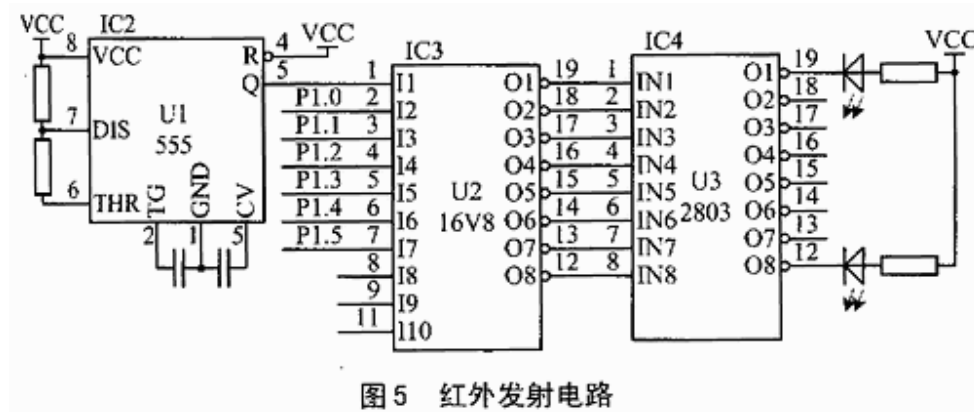 IC2
VCC
8
VCC
7
DIS
6
THR
U1
555
R
4
VCC
Q
5
TG
GND
CV
2
1
5
IC3
1
I1
P1.0
2
I2
P1.1
3
I3
P1.2
4
I4
P1.3
5
I5
P1.4
6
I6
P1.5
7
I7
8
I8
9
I9
11
I10
U2
16V8
O1
19
O2
18
O3
17
O4
16
O5
15
O6
14
O7
13
O8
12
IC4
1
IN1
2
IN2
3
IN3
4
IN4
5
IN5
6
IN6
7
IN7
8
IN8
U3
2803
O1
19
O2
18
O3
17
O4
16
O5
15
O6
14
O7
13
O8
12
VCC
图5 红外发射电路